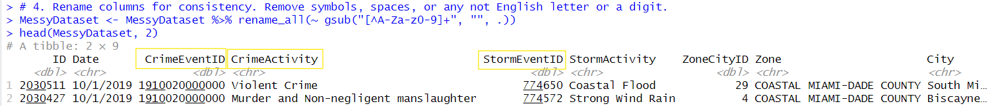 > # 4. Rename columns for consistency. Remove symbols, spaces, or any not English letter or a digit.
> MessyDataset <- MessyDataset %>% rename_all(~ gsub("[^A-Za-z0-9]+", "", .))
> head(MessyDataset, 2)
# A tibble: 2 × 9
ID Date CrimeEventID CrimeActivity StormEventID StormActivity ZoneCityID Zone City
<dbl> <chr> <dbl> <chr> <dbl> <chr> <dbl> <chr> <chr>
1 2030511 10/1/2019 1910020000000 Violent Crime 774650 Coastal Flood 29 COASTAL MIAMI-DADE COUNTY South Mi…
2 2030427 10/1/2019 1910020000000 Murder and Non-negligent manslaughter 774572 Strong Wind Rain 4 COASTAL MIAMI-DADE COUNTY Biscayne…